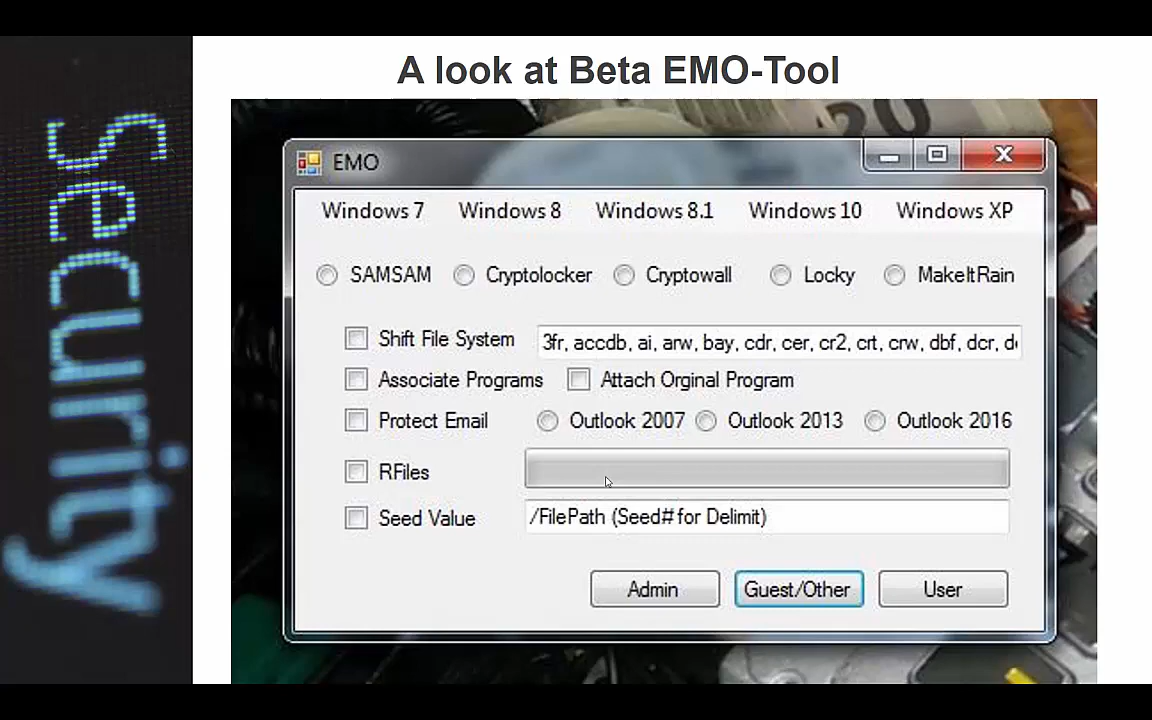 A look at Beta EMO-Tool
Security
20
EMO
Windows 7 Windows 8 Windows 8.1 Windows 10 Windows XP
SAMSAM Cryptolocker Cryptowall Locky MakeItRain
Shift File System 3fr, accdb, ai, arw, bay, cdr, cer, cr2, crt, crw, dbf, dcr,
Associate Programs Attach Orginal Program
Protect Email Outlook 2007 Outlook 2013 Outlook 2016
RFiles
Seed Value /FilePath (Seed# for Delimit)
Admin Guest/Other User